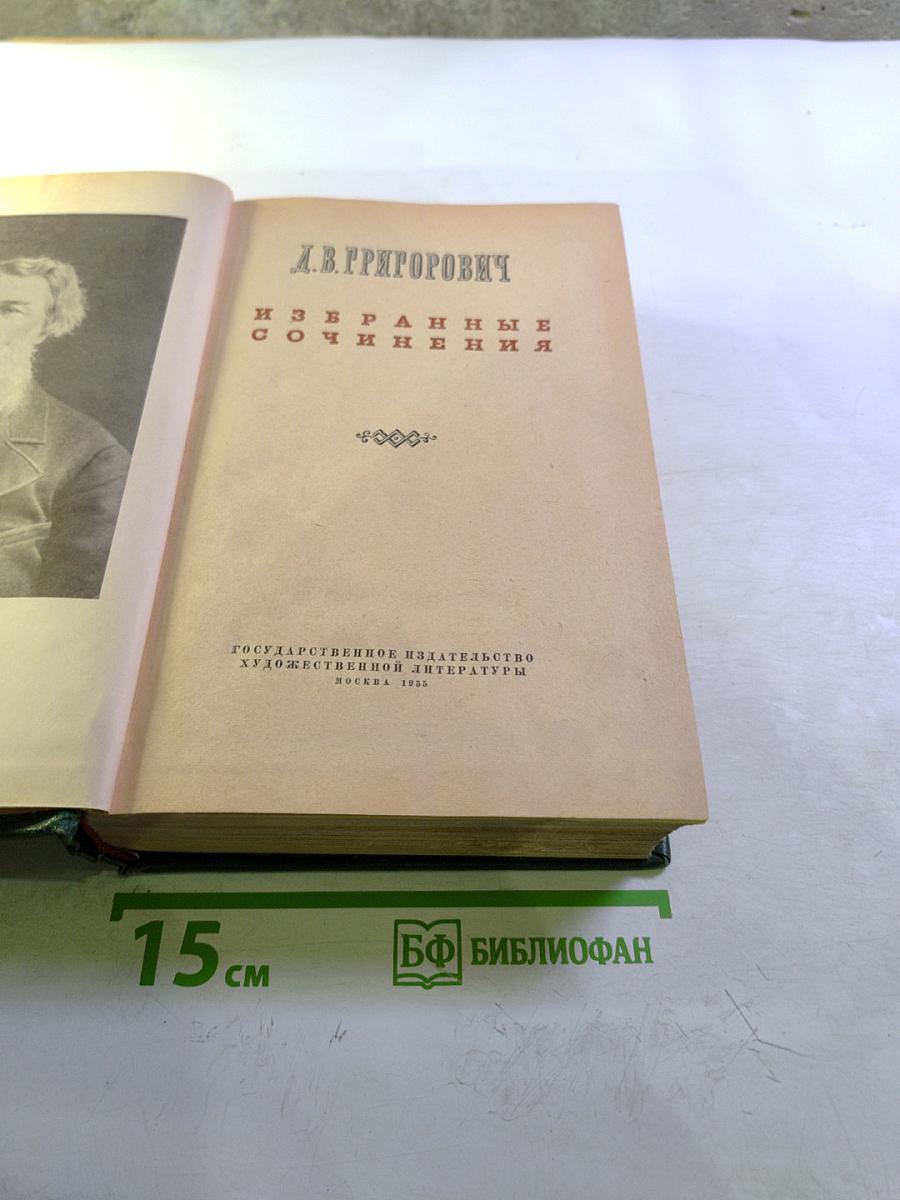 Д.В.ГРИГОРОВИЧ
ИЗБРАННЫЕ
СОЧИНЕНИЯ
ГОСУДАРСТВЕННОЕ ИЗДАТЕЛЬСТВО
ХУДОЖЕСТВЕННОЙ ЛИТЕРАТУРЫ
МОСКВА 1955
15 см
БФ БИБЛИОФАН